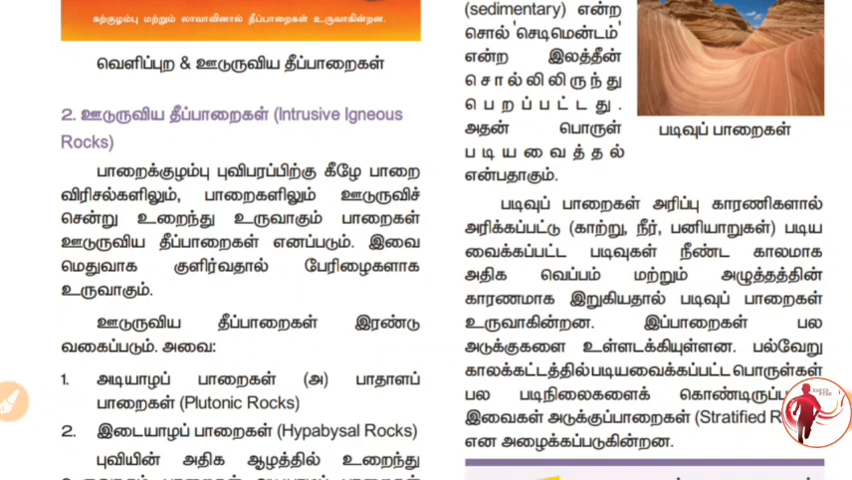 கற்குழம்பு மற்றும் லாவாவினால் தீப்பாறைகள் உருவாகின்றன.
வெளிப்புற & ஊடுருவிய தீப்பாறைகள்
2. ஊடுருவிய தீப்பாறைகள் (Intrusive Igneous
Rocks)
பாறைக்குழம்பு புவிபரப்பிற்கு கீழே பாறை
விரிசல்களிலும், பாறைகளிலும் ஊடுருவிச்
சென்று உறைந்து உருவாகும் பாறைகள்
ஊடுருவிய தீப்பாறைகள் எனப்படும். இவை
மெதுவாக குளிர்வதால் பேரிழைகளாக
உருவாகும்.
ஊடுருவிய தீப்பாறைகள் இரண்டு
வகைப்படும். அவை:
1. அடியாழப் பாறைகள் (அ) பாதாளப்
பாறைகள் (Plutonic Rocks)
2. இடையாழப் பாறைகள் (Hypabysal Rocks)
புவியின் அதிக ஆழத்தில் உறைந்து
(sedimentary) என்ற
சொல் 'செடிமென்டம்'
என்ற இலத்தீன்
சொல்லிலிருந்து
பெறப்பட்டது.
அதன் பொருள்
படியவைத்தல்
என்பதாகும்.
படிவுப் பாறைகள்
படிவுப் பாறைகள் அரிப்பு காரணிகளால்
அரிக்கப்பட்டு (காற்று, நீர், பனியாறுகள்) படிய
வைக்கப்பட்ட படிவுகள் நீண்ட காலமாக
அதிக வெப்பம் மற்றும் அழுத்தத்தின்
காரணமாக இறுகியதால் படிவுப் பாறைகள்
உருவாகின்றன. இப்பாறைகள் பல
அடுக்குகளை உள்ளடக்கியுள்ளன. பல்வேறு
காலக்கட்டத்தில் படியவைக்கப்பட்ட பொருள்கள்
பல படிநிலைகளைக்
இவைகள் அடுக்குப்பாறைகள் (Stratified
என அழைக்கப்படுகின்றன.